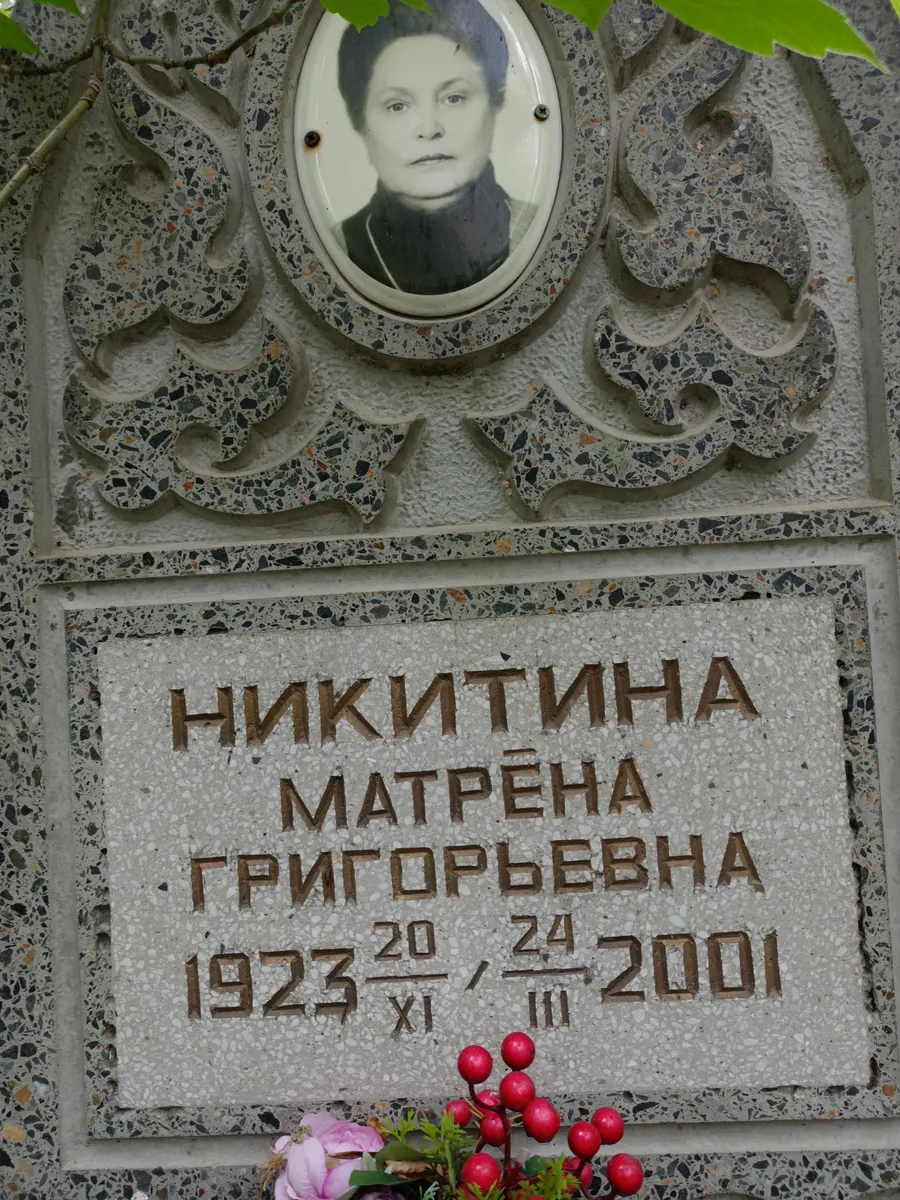 НИКИТИНА
МАТРЁНА
ГРИГОРЬЕВНА
1923 20/XI / 24/III 2001